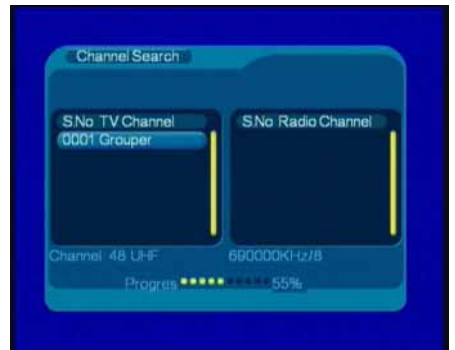 Channel Search
S.No TV Channel
0001 Grouper
S.No Radio Channel
Channel 48 UHF
690000KHz/8
Progres 55%